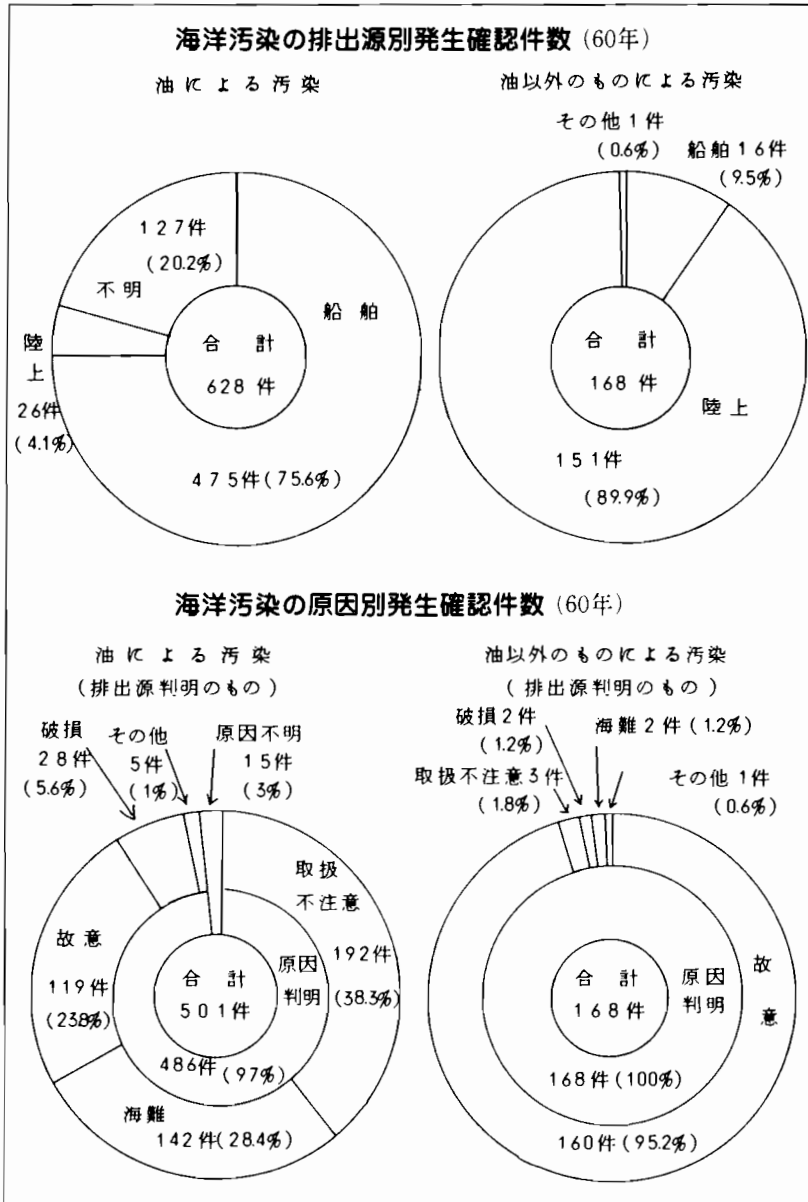 海洋汚染の排出源別発生確認件数(60年)
油による汚染
127件
(20.2%)
不明
船舶
陸
上
26件
(4.1%)
合計
628件
475件(75.6%)
油以外のものによる汚染
その他1件
(0.6%)
船舶16件
(9.5%)
合計
168件
陸上
151件
(89.9%)
海洋汚染の原因別発生確認件数(60年)
油による汚染
(排出源判明のもの)
破損
28件
(5.6%)
その他
5件
(1%)
原因不明
15件
(3%)
取扱
不注意
192件
(38.3%)
故意
119件
(23.8%)
合計
501件
原因
判明
486件(97%)
海難
142件(28.4%)
油以外のものによる汚染
(排出源判明のもの)
破損2件
(1.2%)
海難2件(1.2%)
取扱不注意3件
(1.8%)
その他1件
(0.6%)
合計
168件
原因
判明
168件(100%)
故
意
160件(95.2%)